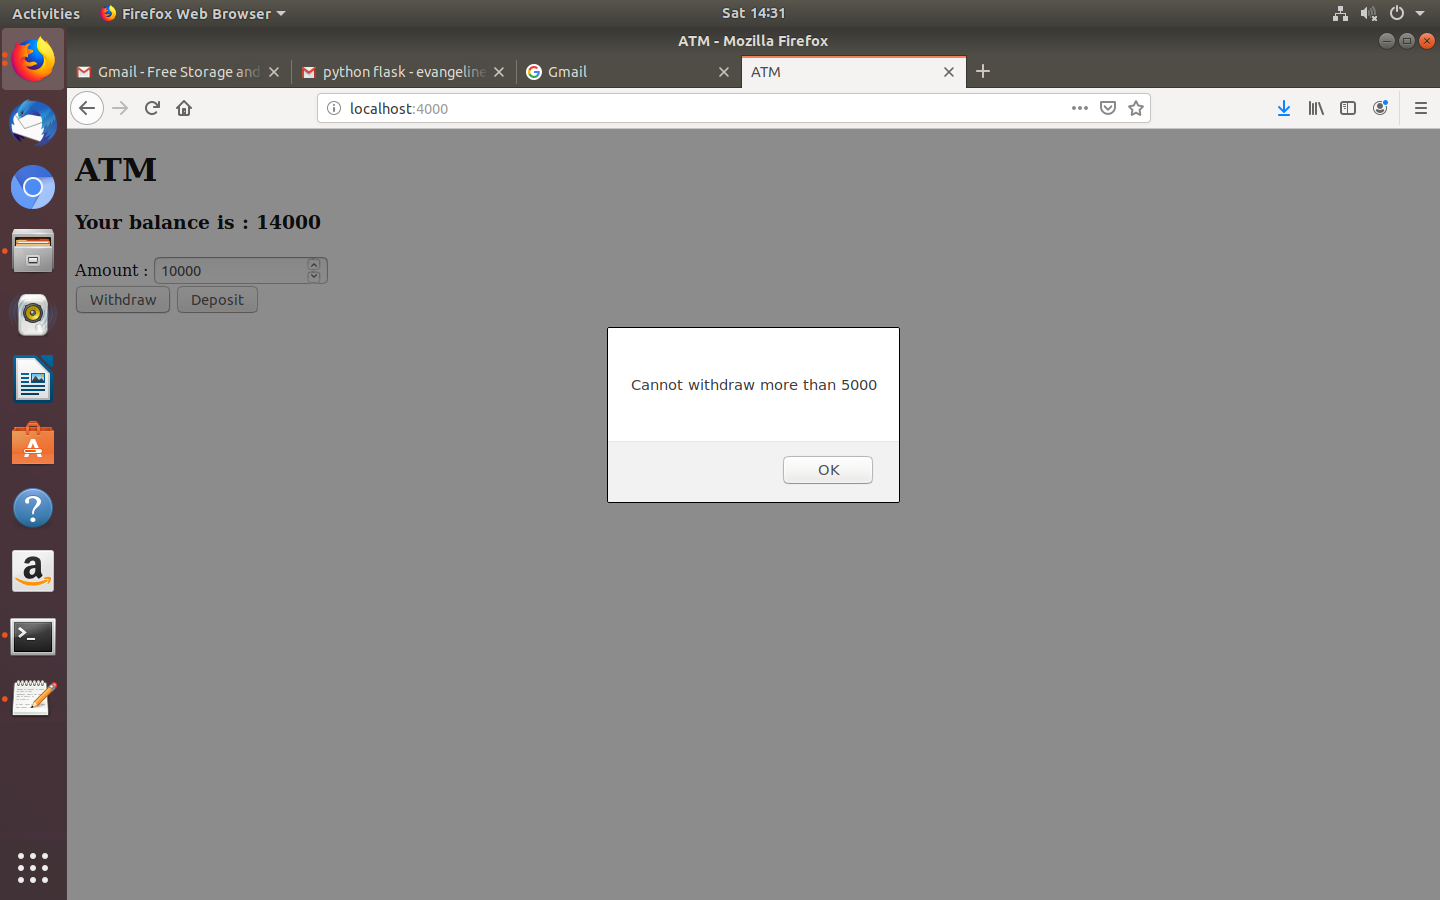 Activities
Firefox Web Browser
Sat 14:31
ATM - Mozilla Firefox
Gmail - Free Storage and
python flask - evangeline
Gmail
ATM
localhost:4000
ATM
Your balance is : 14000
Amount : 10000
Withdraw Deposit
Cannot withdraw more than 5000
OK